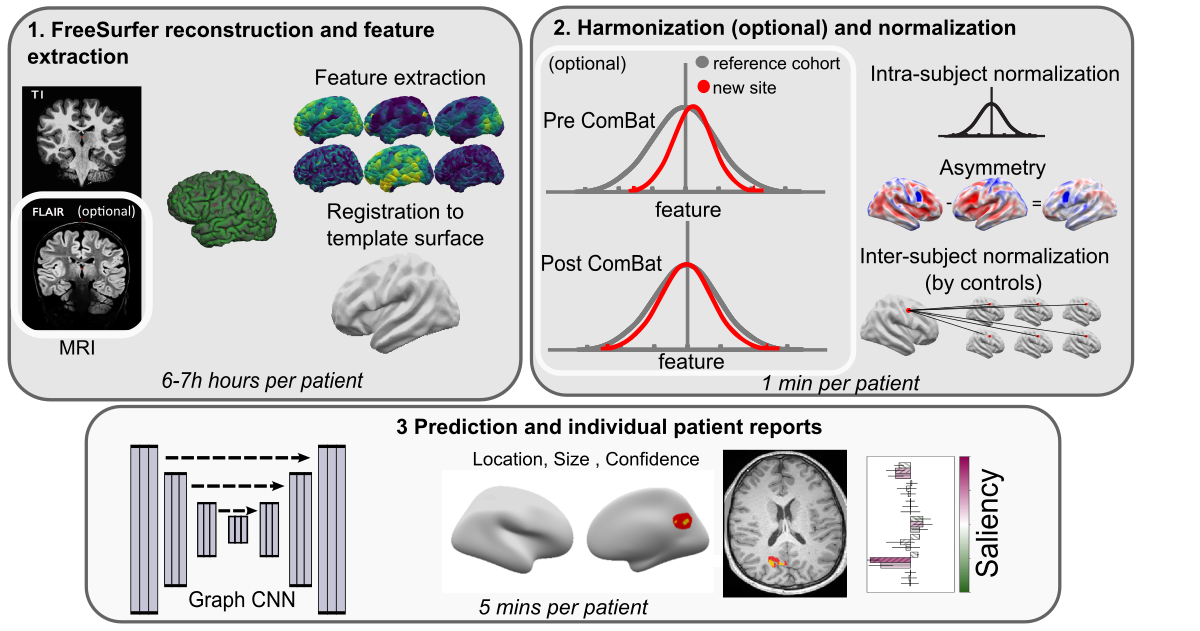 1. FreeSurfer reconstruction and feature
extraction
T1
FLAIR (optional)
MRI
Feature extraction
Registration to
template surface
6-7h hours per patient
2. Harmonization (optional) and normalization
(optional)
reference cohort
new site
Pre ComBat
feature
Post ComBat
feature
Intra-subject normalization
Asymmetry
- =
Inter-subject normalization
(by controls)
1 min per patient
3 Prediction and individual patient reports
Graph CNN
Location, Size , Confidence
Saliency
5 mins per patient